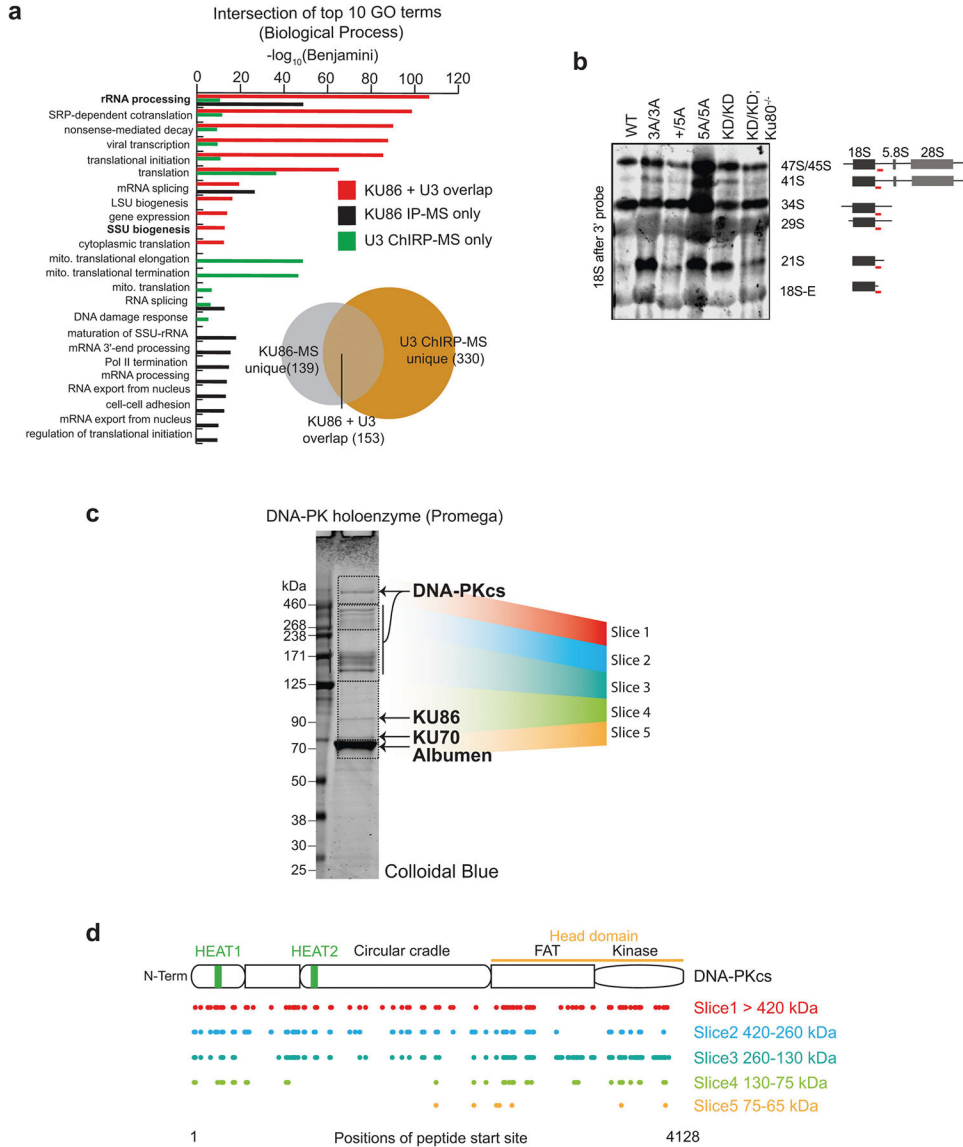 a
Intersection of top 10 GO terms
(Biological Process)
-log10(Benjamini)
0 20 40 60 80 100 120
rRNA processing
SRP-dependent cotranslation
nonsense-mediated decay
viral transcription
translational initiation
translation
mRNA splicing
LSU biogenesis
gene expression
SSU biogenesis
cytoplasmic translation
mito. translational elongation
mito. translational termination
mito. translation
RNA splicing
DNA damage response
maturation of SSU-rRNA
mRNA 3'-end processing
Pol II termination
mRNA processing
RNA export from nucleus
cell-cell adhesion
mRNA export from nucleus
regulation of translational initiation
KU86 + U3 overlap
KU86 IP-MS only
U3 ChIRP-MS only
KU86-MS
unique(139)
U3 ChIRP-MS
unique (330)
KU86 + U3
overlap (153)
b
WT
3A/3A
+/5A
5A/5A
KD/KD
KD/KD;
Ku80-/-
18S after 3' probe
47S/45S
41S
34S
29S
21S
18S-E
18S 5.8S 28S
c
DNA-PK holoenzyme (Promega)
kDa
460
268
238
171
125
90
70
50
38
30
25
DNA-PKcs
KU86
KU70
Albumen
Slice 1
Slice 2
Slice 3
Slice 4
Slice 5
Colloidal Blue
d
Head domain
HEAT1 HEAT2 Circular cradle FAT Kinase
N-Term
DNA-PKcs
Slice1 > 420 kDa
Slice2 420-260 kDa
Slice3 260-130 kDa
Slice4 130-75 kDa
Slice5 75-65 kDa
1 Positions of peptide start site 4128